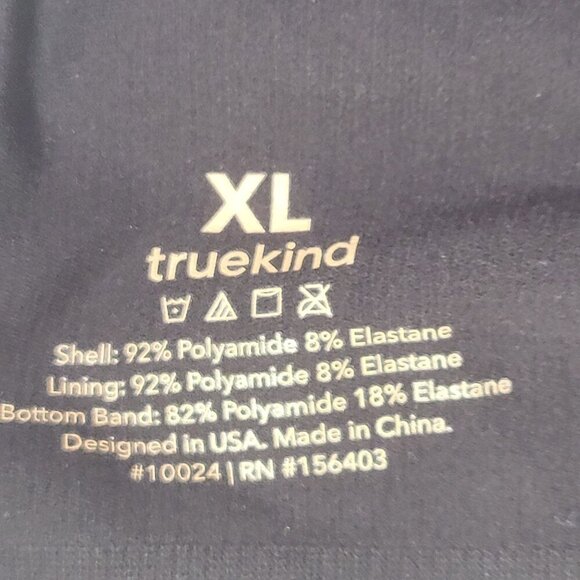 XL
truekind
Shell: 92% Polyamide 8% Elastane
Lining: 92% Polyamide 8% Elastane
Bottom Band: 82% Polyamide 18% Elastane
Designed in USA. Made in China.
#10024 | RN #156403